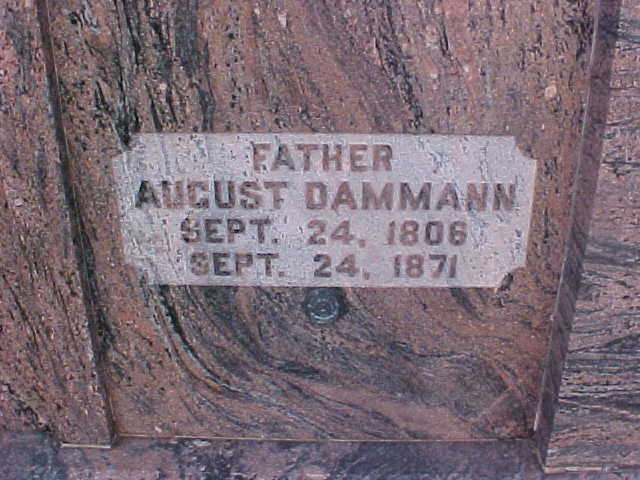 FATHER
AUGUST DAMMANN
SEPT. 24, 1806
SEPT. 24, 1871